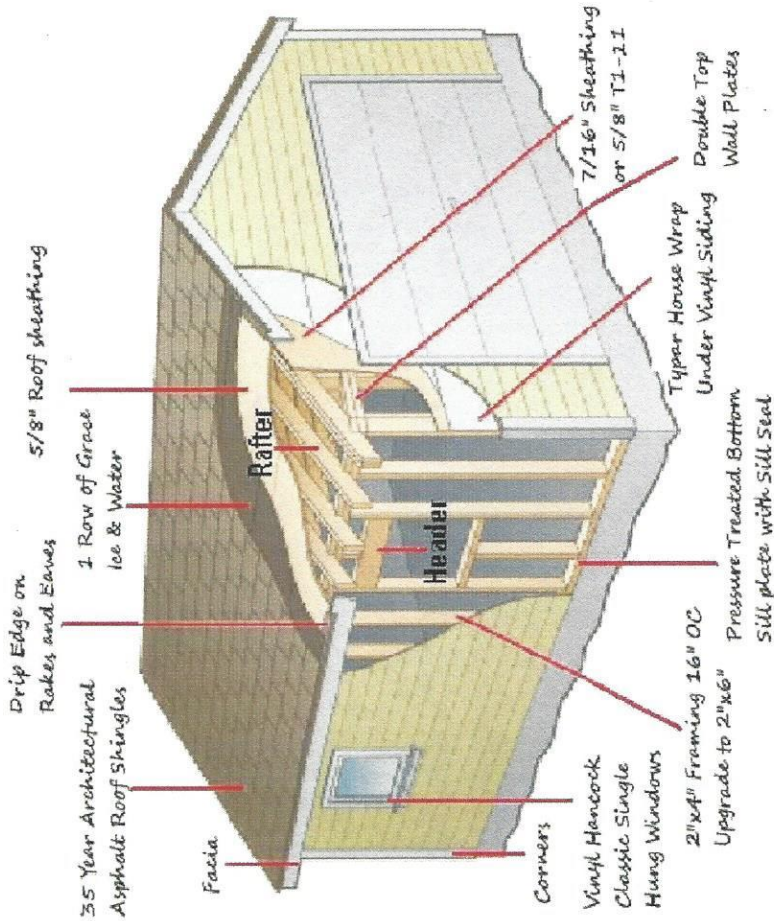 Drip Edge on
Rakes and Eaves
5/8" Roof sheathing
35 Year Architectural
Asphalt Roof Shingles
1 Row of Grace
Ice & Water
Facia
Rafter
Header
7/16" Sheathing
or 5/8" T1-11
Double Top
Wall Plates
Typar House Wrap
Under Vinyl Siding
Corners
Vinyl Hancock
Classic Single
Hung Windows
2"x4" Framing 16" OC
Upgrade to 2"x6"
Pressure Treated Bottom
Sill plate with Sill Seal